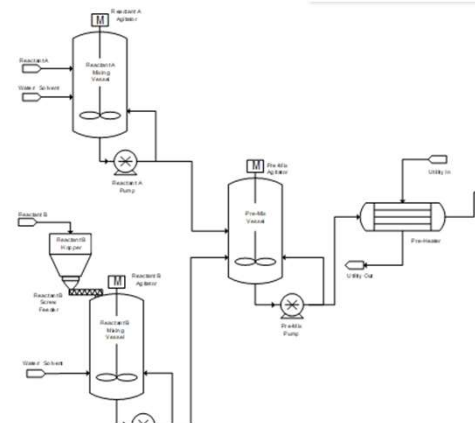 M
Reactant A
Agitator
Reactant A
Mixing
Vessel
Reactant A
Water Solvent
Reactant A
Pump
M
Pre-Mix
Agitator
Pre-Mix
Vessel
Pre-Mix
Pump
Utility In
Pre-Heater
Utility Out
Reactant B
Reactant B
Hopper
Reactant B
Screw
Feeder
M
Reactant B
Agitator
Reactant B
Mixing
Vessel
Water Solvent